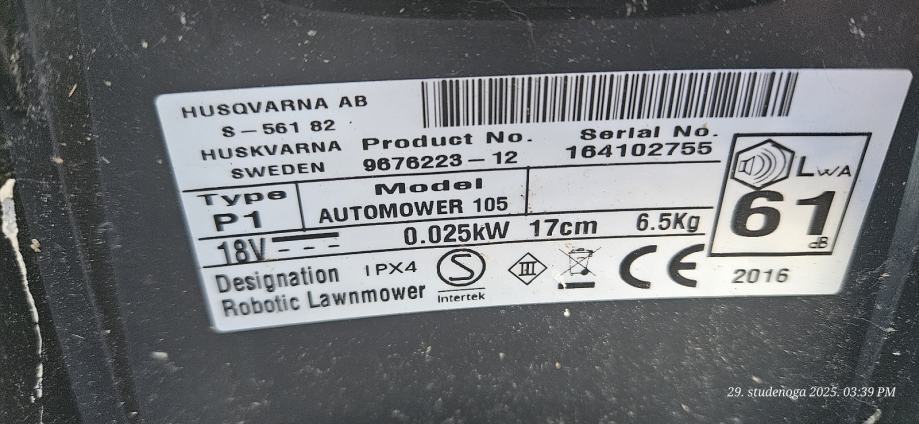 HUSQVARNA AB
S – 561 82
HUSKVARNA
SWEDEN
Product No.
9676223 – 12
Serial No.
164102755
Type
P1
Model
AUTOMOWER 105
18V
0.025kW 17cm 6.5Kg
Designation
Robotic Lawnmower
IPX4
S
Intertek
III
CE
LWA
61
dB
2016
29. studenoga 2025. 03:39 PM